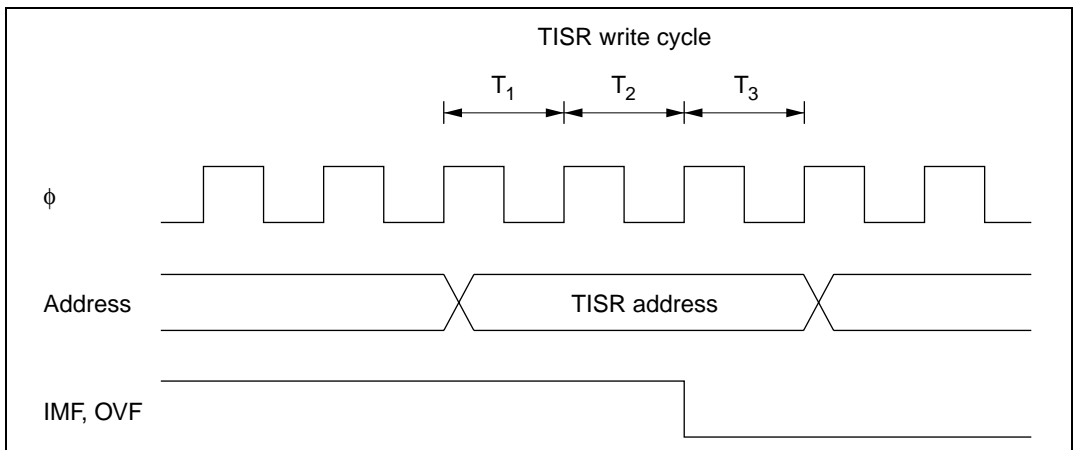 TISR write cycle
T1 T2 T3
ϕ
Address TISR address
IMF, OVF